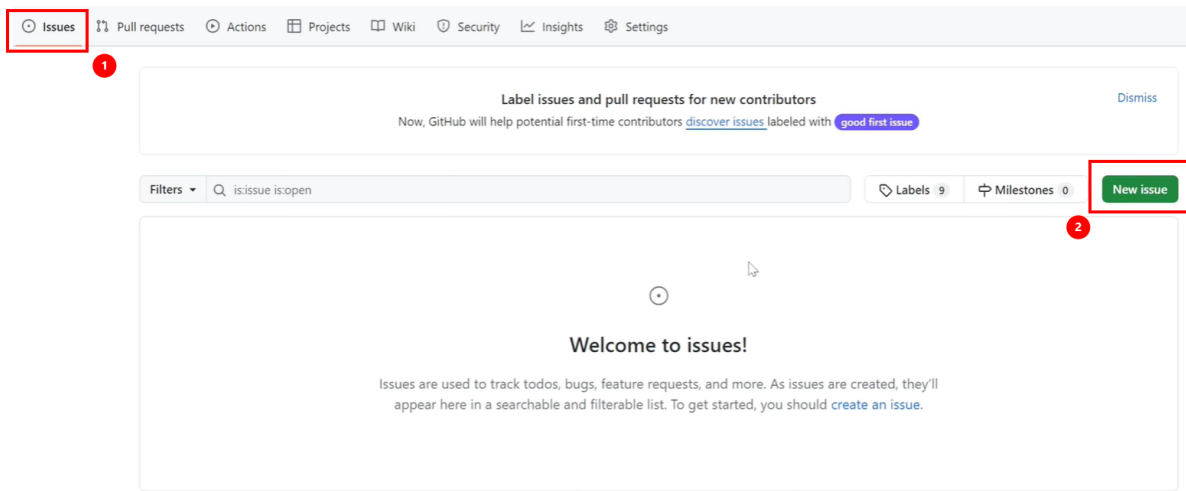 Issues Pull requests Actions Projects Wiki Security Insights Settings
1
Label issues and pull requests for new contributors
Dismiss
Now, GitHub will help potential first-time contributors discover issues labeled with good first issue
Filters is:issue is:open Labels 9 Milestones 0 New issue
2
Welcome to issues!
Issues are used to track todos, bugs, feature requests, and more. As issues are created, they'll
appear here in a searchable and filterable list. To get started, you should create an issue.